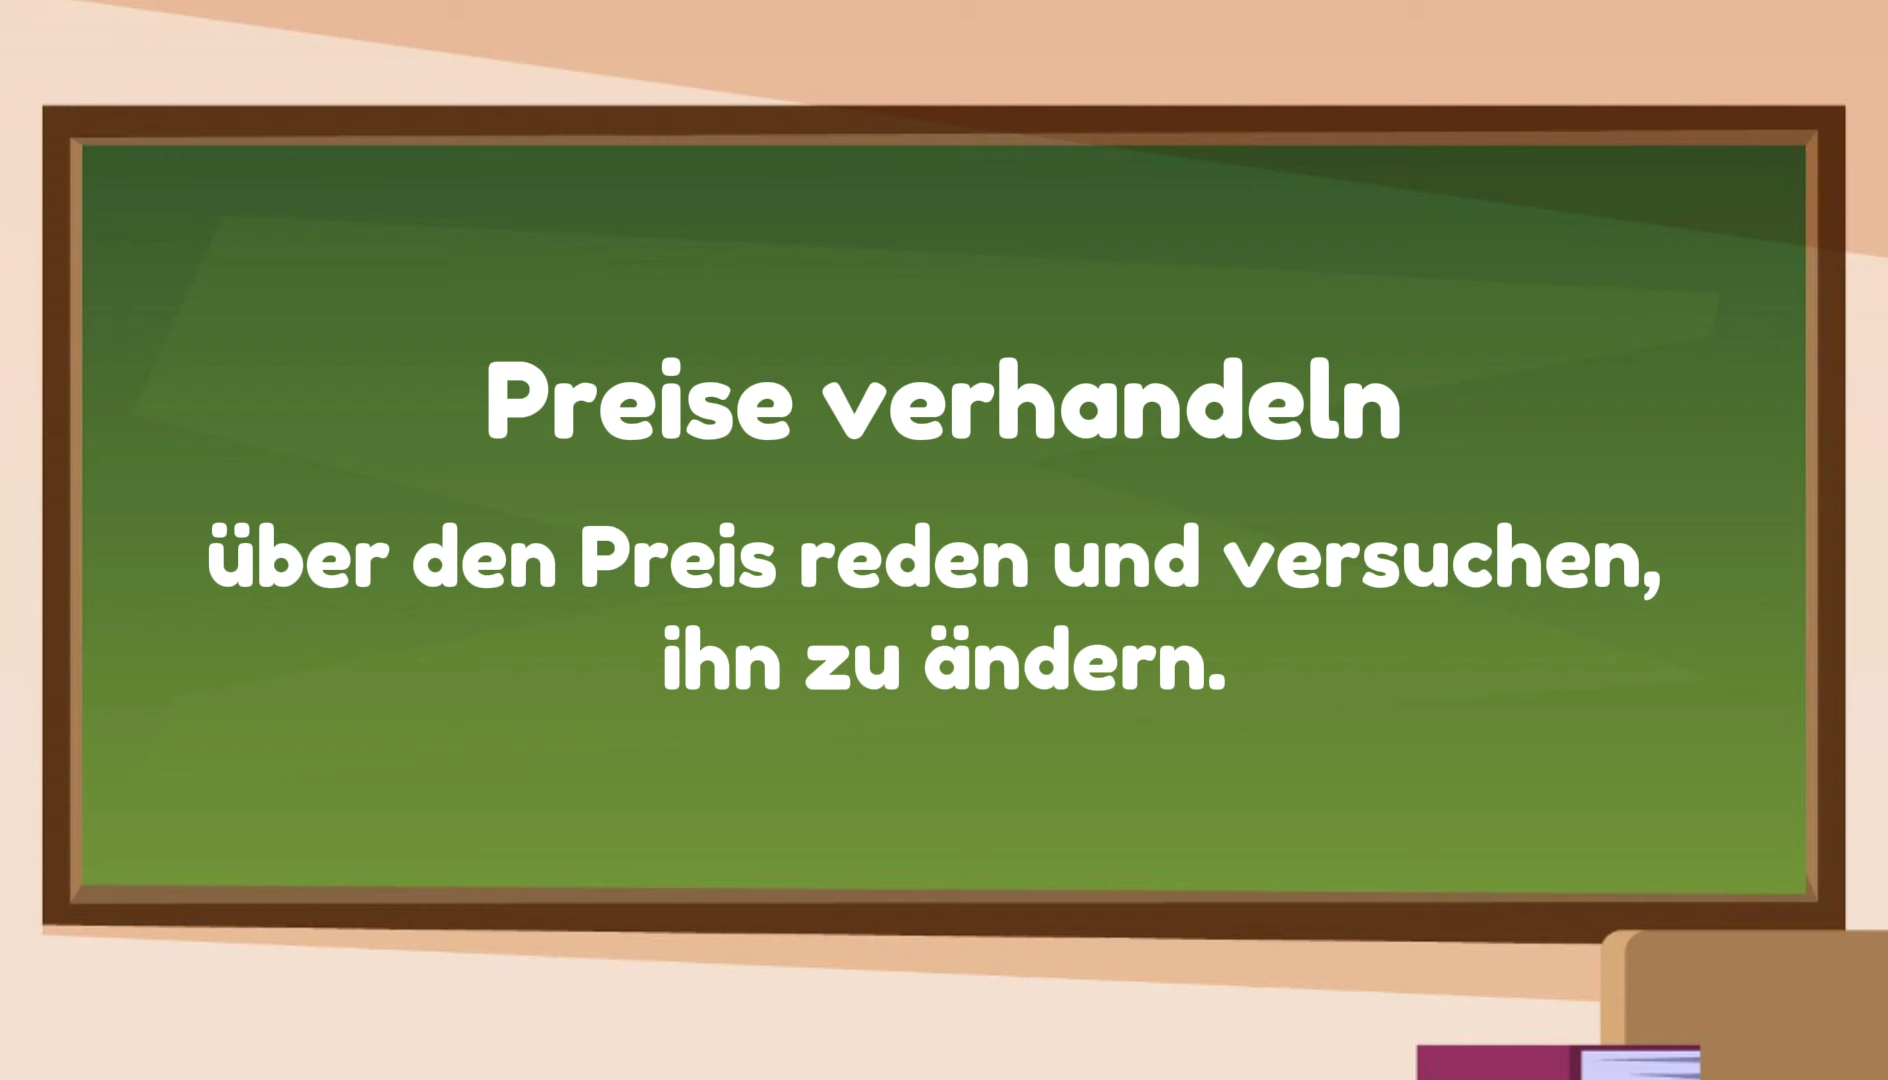 Preise verhandeln
über den Preis reden und versuchen,
ihn zu ändern.